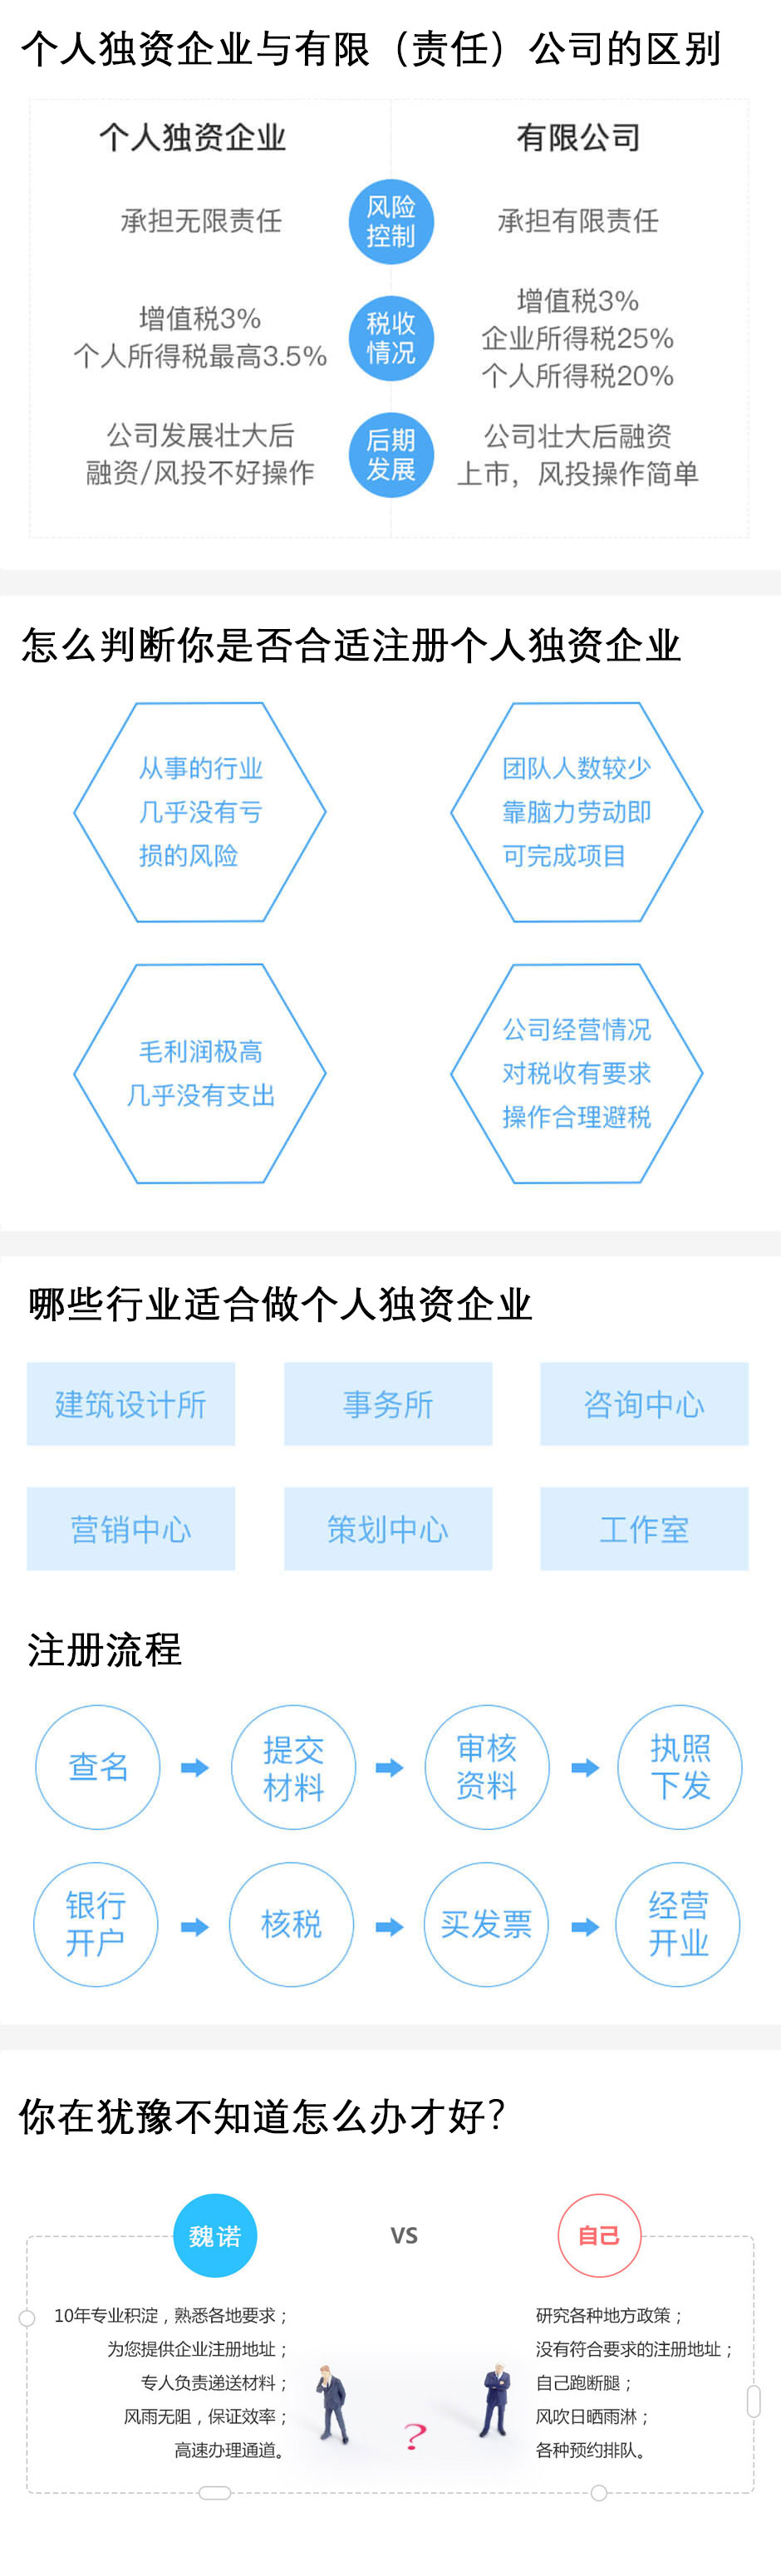 个人独资企业与有限（责任）公司的区别
个人独资企业
有限公司
承担无限责任
风险
控制
承担有限责任
增值税3%
个人所得税最高3.5%
税收
情况
增值税3%
企业所得税25%
个人所得税20%
公司发展壮大后
融资/风投不好操作
后期
发展
公司壮大后融资
上市，风投操作简单
怎么判断你是否合适注册个人独资企业
从事的行业
几乎没有亏
损的风险
团队人数较少
靠脑力劳动即
可完成项目
毛利润极高
几乎没有支出
公司经营情况
对税收有要求
操作合理避税
哪些行业适合做个人独资企业
建筑设计所
事务所
咨询中心
营销中心
策划中心
工作室
注册流程
查名
提交
材料
审核
资料
执照
下发
银行
开户
核税
买发票
经营
开业
你在犹豫不知道怎么办才好？
魏诺
VS
自己
10年专业积淀，熟悉各地要求；
为您提供企业注册地址；
专人负责递送材料；
风雨无阻，保证效率；
高速办理通道。
?
研究各种地方政策；
没有符合要求的注册地址；
自己跑断腿；
风吹日晒雨淋；
各种预约排队。